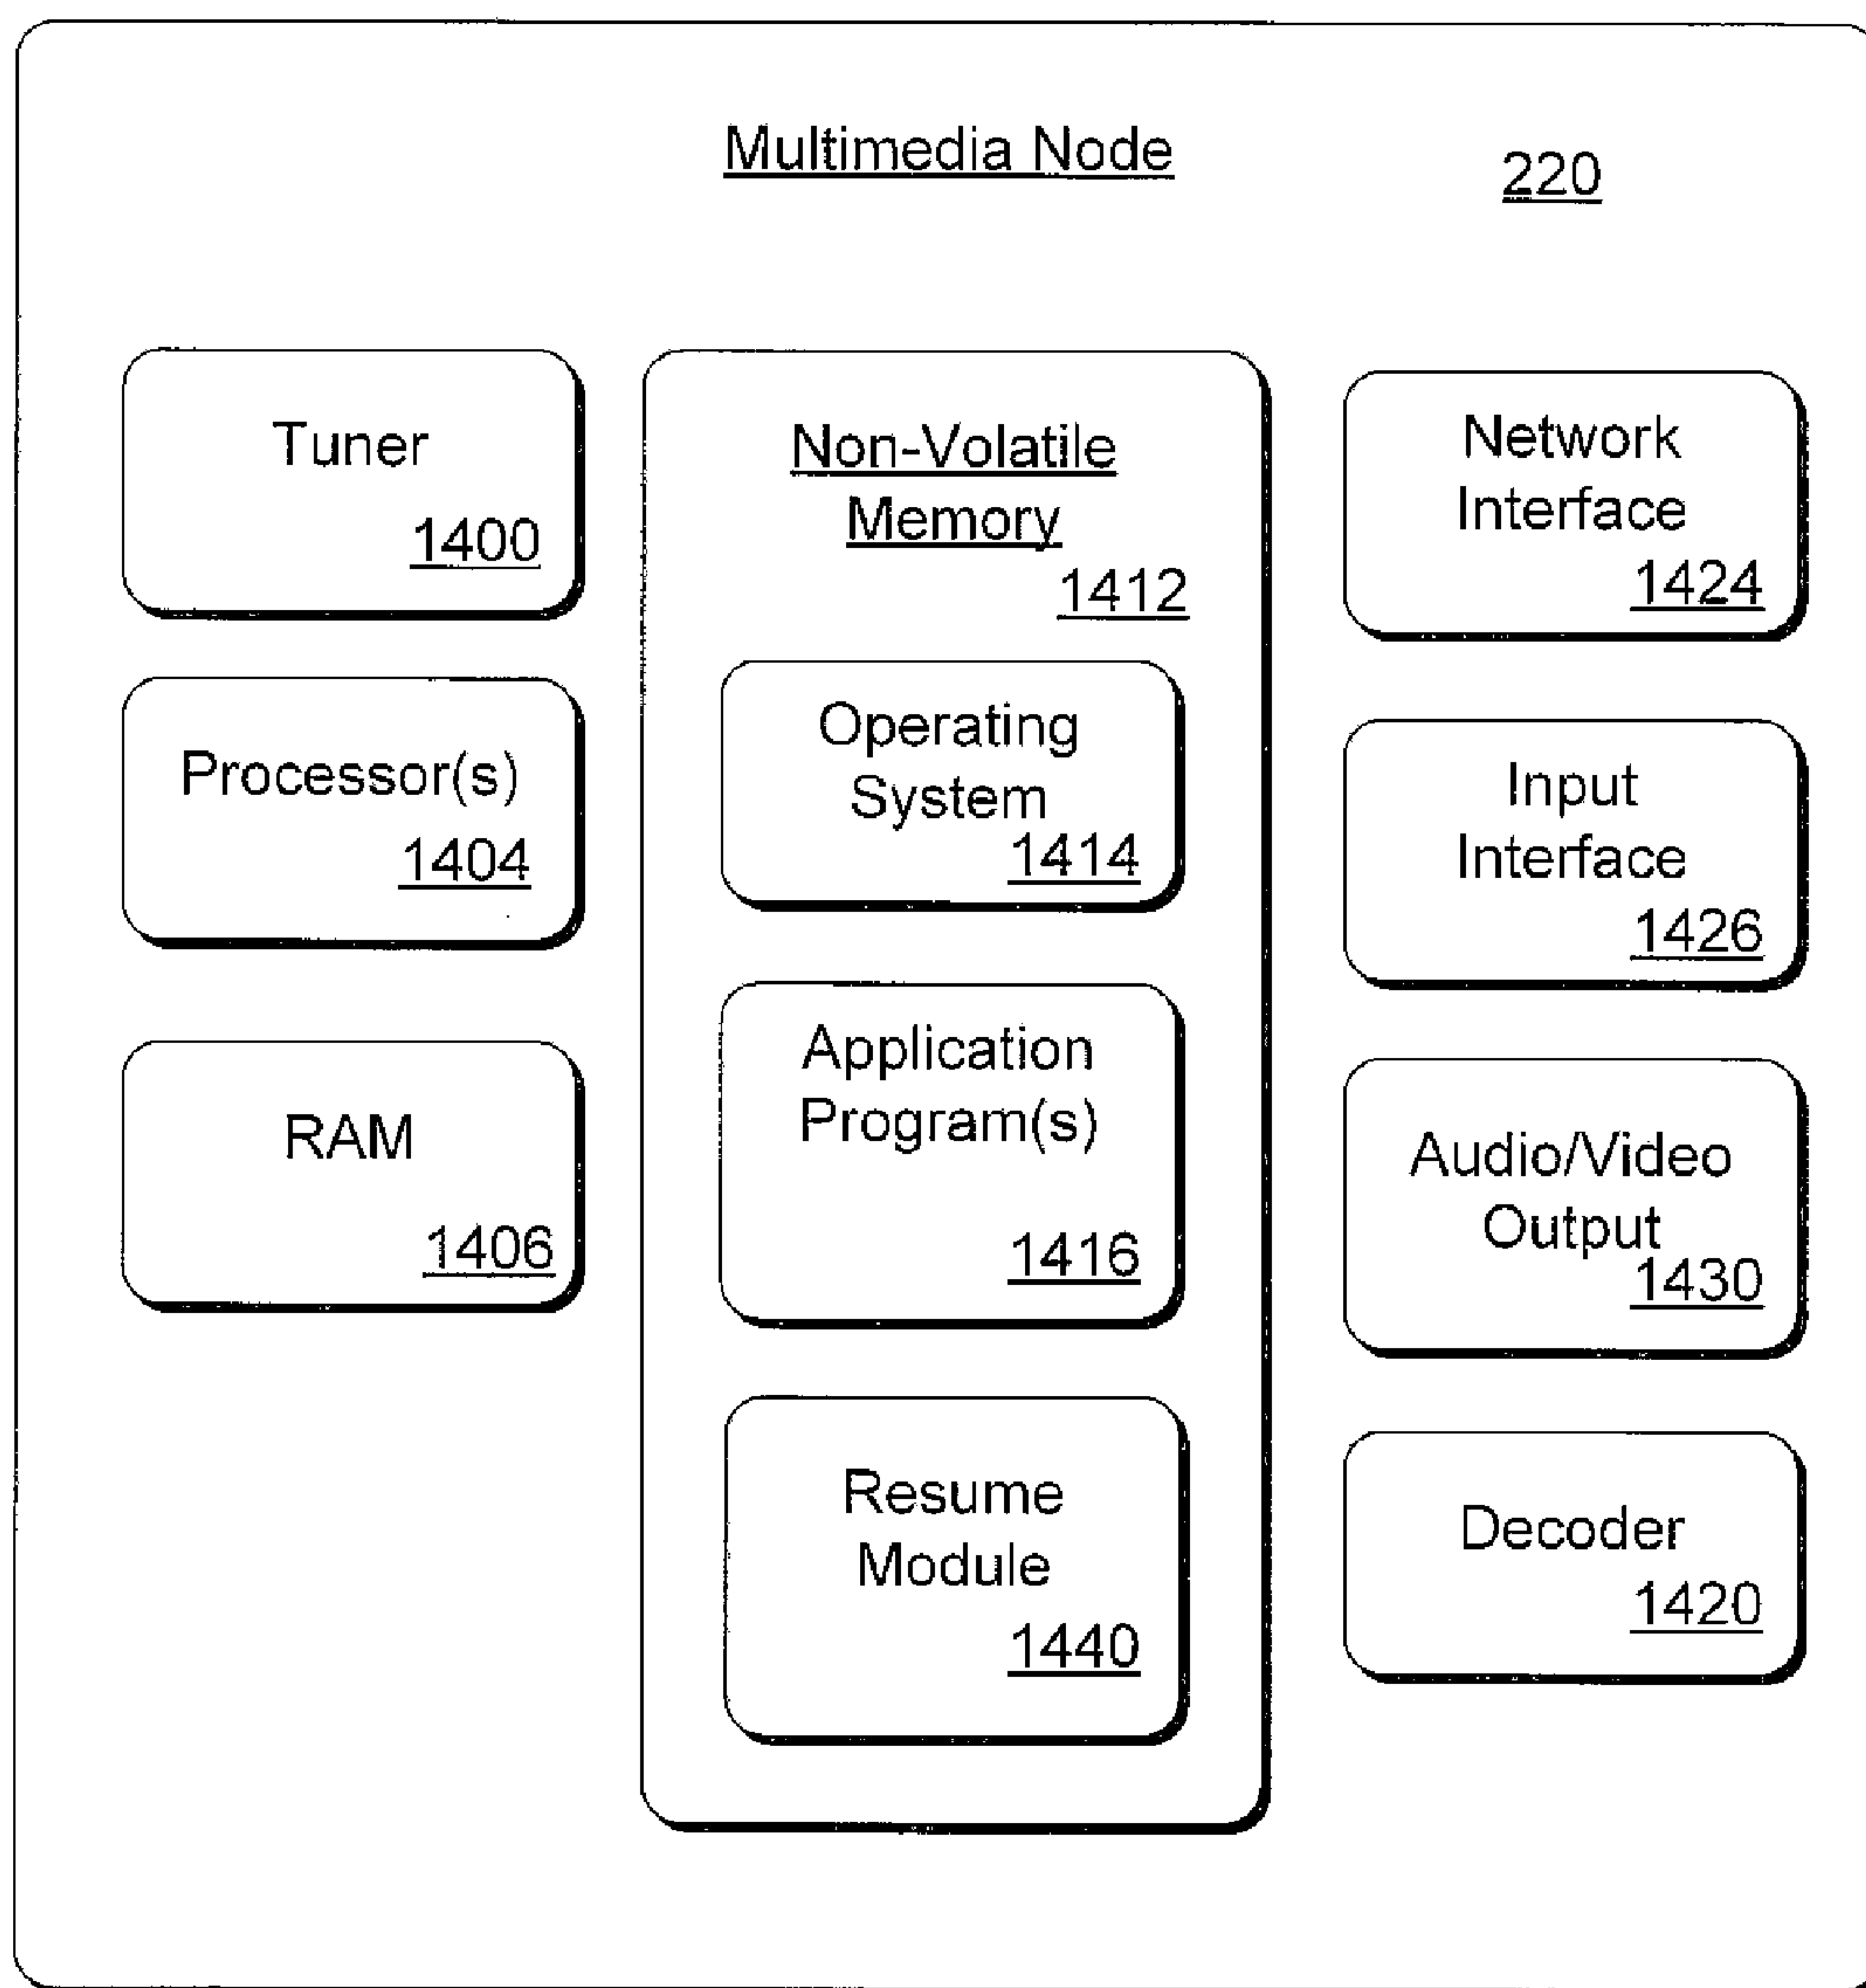 Multimedia Node
220
Tuner
1400
Processor(s)
1404
RAM
1406
Non-Volatile
Memory
1412
Operating
System
1414
Application
Program(s)
1416
Resume
Module
1440
Network
Interface
1424
Input
Interface
1426
Audio/Video
Output
1430
Decoder
1420